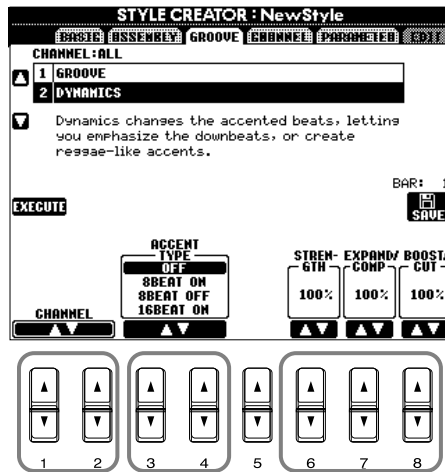 STYLE CREATOR : NewStyle
BASIC ASSEMBLY GROOVE CHANNEL PARAMETER EDIT
CHANNEL:ALL
1 GROOVE
2 DYNAMICS
Dynamics changes the accented beats, letting
you emphasize the downbeats, or create
reggae-like accents.
BAR: 1
EXECUTE
SAVE
ACCENT
TYPE
OFF
8BEAT ON
8BEAT OFF
16BEAT ON
STREN-
GTH
100%
EXPAND/
COMP
100%
BOOST/
CUT
100%
CHANNEL
1 2 3 4 5 6 7 8